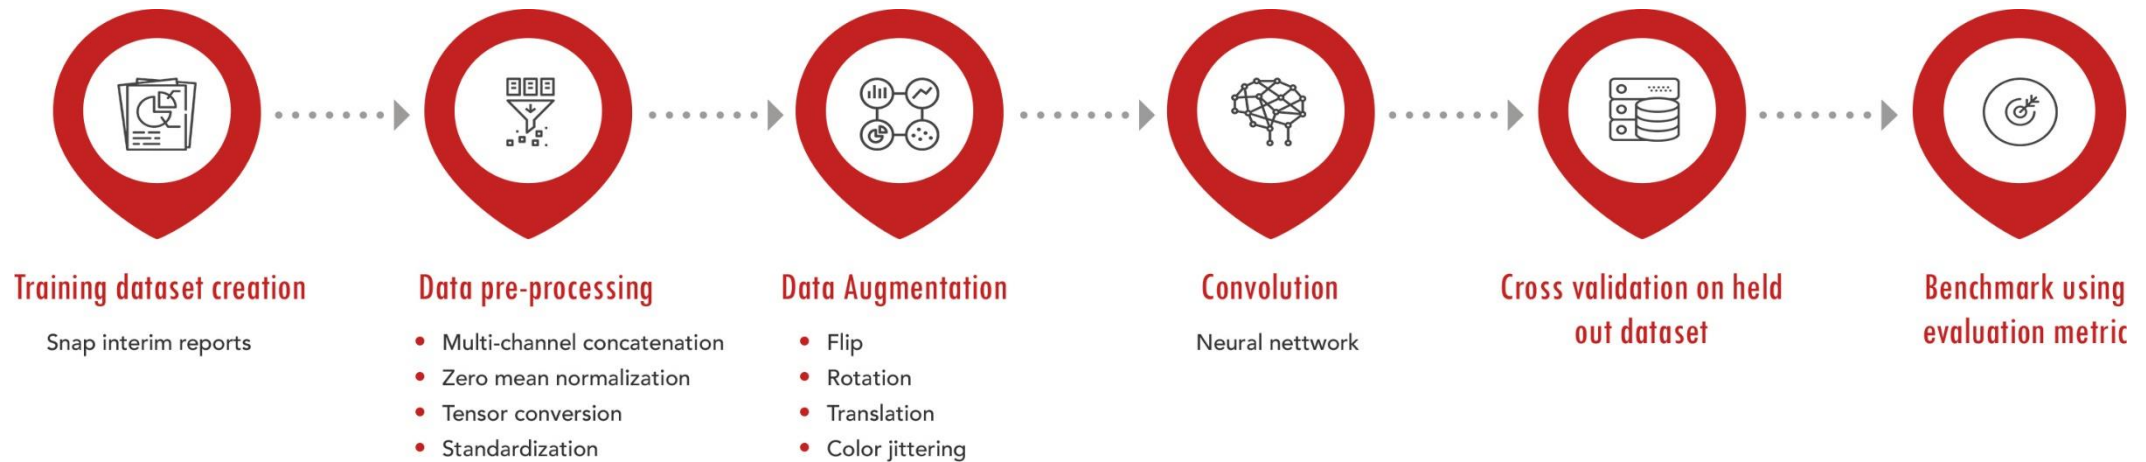 Training dataset creation
Snap interim reports
Data pre-processing
Multi-channel concatenation
Zero mean normalization
Tensor conversion
Standardization
Data Augmentation
Flip
Rotation
Translation
Color jittering
Convolution
Neural nettwork
Cross validation on held
out dataset
Benchmark using
evaluation metric